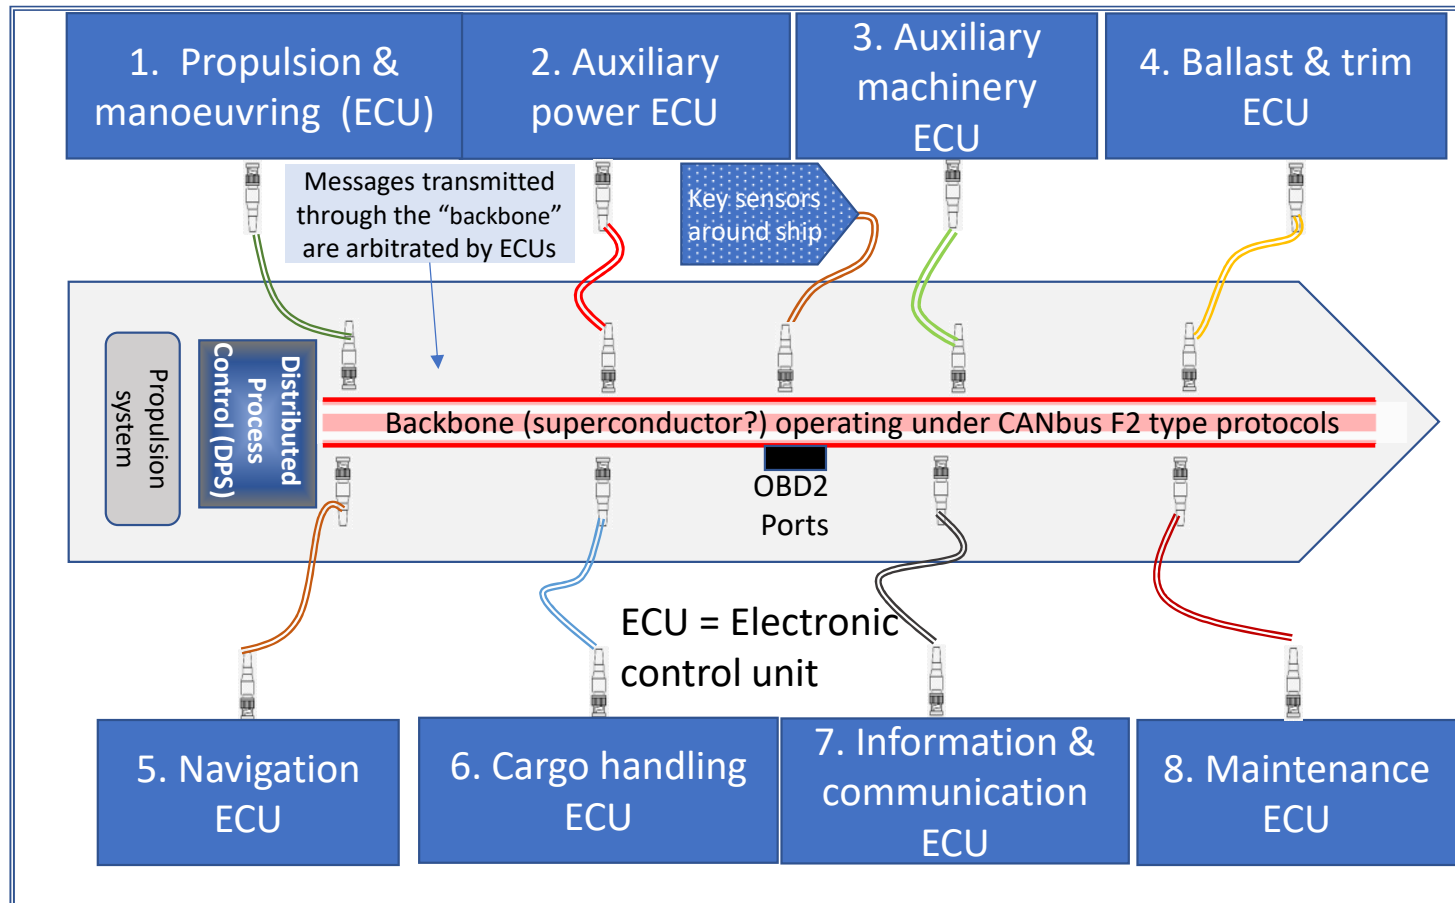 1. Propulsion &
manoeuvring (ECU)
2. Auxiliary
power ECU
3. Auxiliary
machinery
ECU
4. Ballast & trim
ECU
Messages transmitted
through the “backbone”
are arbitrated by ECUs
Key sensors
around ship
Propulsion
system
Distributed
Process
Control (DPS)
Backbone (superconductor?) operating under CANbus F2 type protocols
OBD2
Ports
ECU = Electronic
control unit
5. Navigation
ECU
6. Cargo handling
ECU
7. Information &
communication
ECU
8. Maintenance
ECU